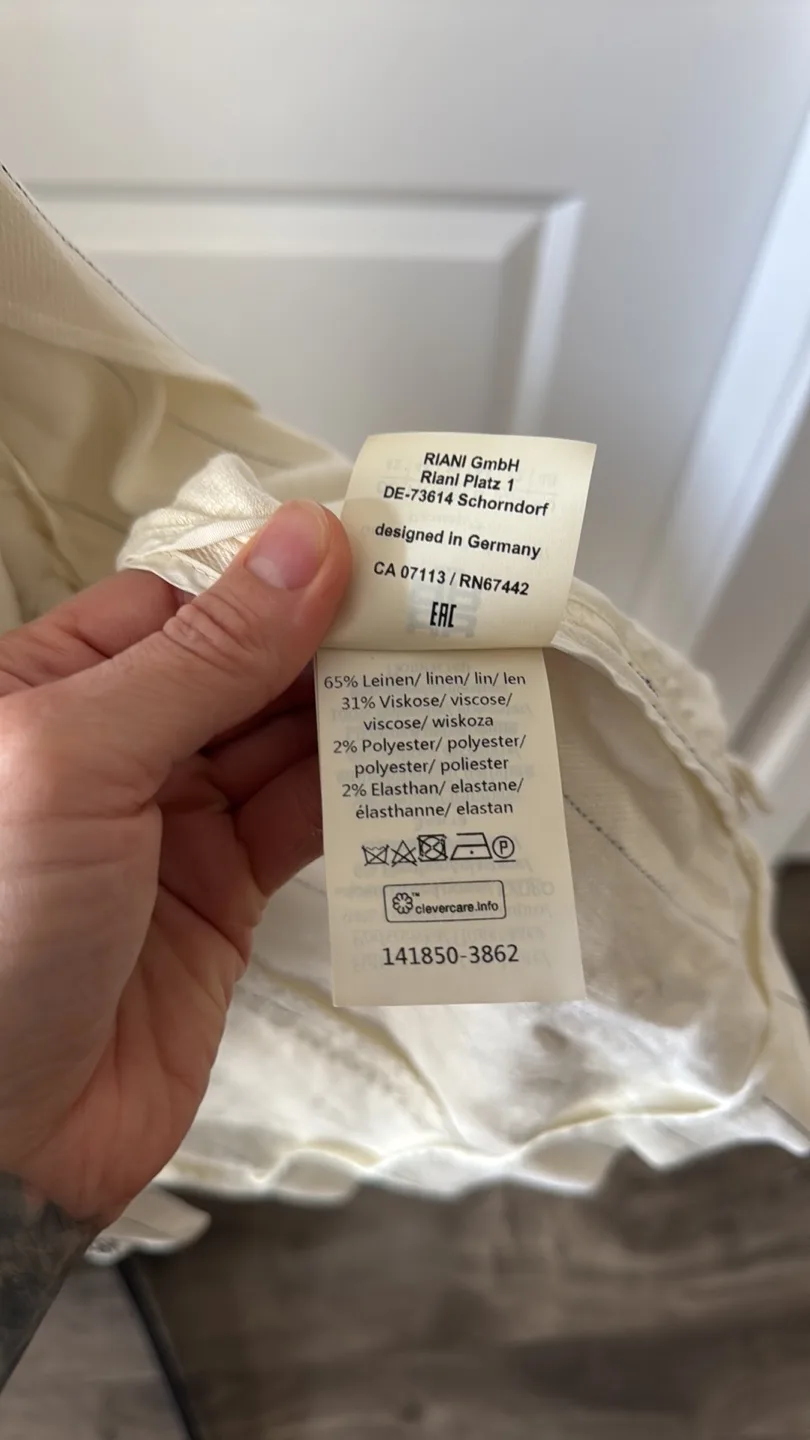 RIANI GmbH
Riani Platz 1
DE-73614 Schorndorf
designed in Germany
CA 07113 / RN67442
EAC
65% Leinen/ linen/ lin/ len
31% Viskose/ viscose/
viscose/ wiskoza
2% Polyester/ polyester/
polyester/ poliester
2% Elasthan/ elastane/
élasthanne/ elastan
P
clevercare.info™
141850-3862